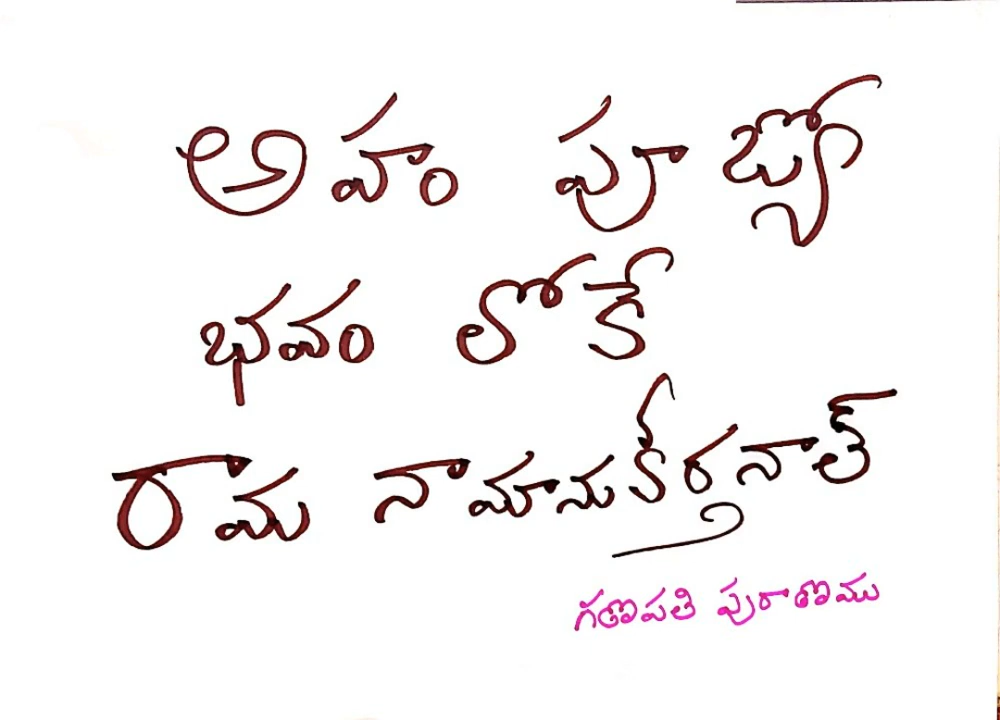 అహం పూజ్యో
భవం లోకే
రామ నామానుకీర్తనాత్
గణపతి పురాణము